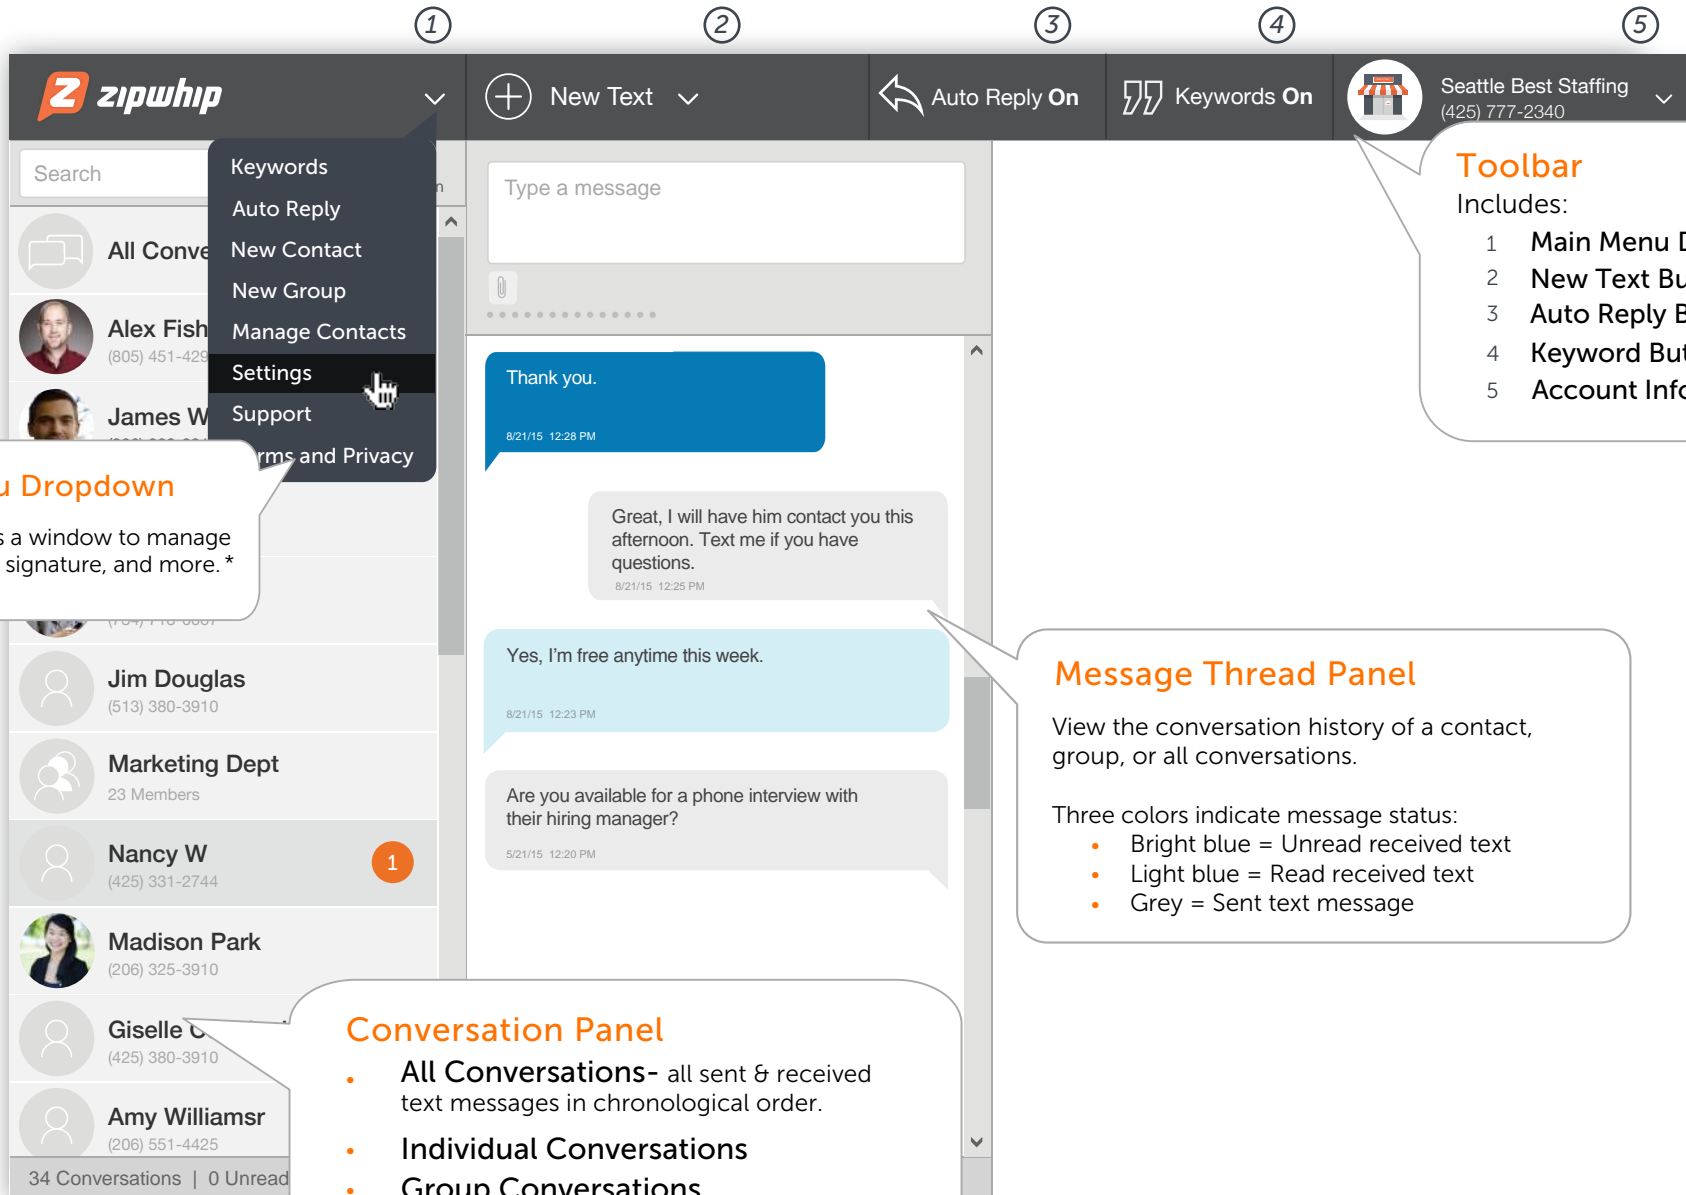 1
2
3
4
5
zipwhip
New Text
Auto Reply On
Keywords On
Seattle Best Staffing
(425) 777-2340
Search
Keywords
Auto Reply
New Contact
New Group
Manage Contacts
Settings
Support
rms and Privacy
All Conve
Alex Fish
(805) 451-429
James W
Dropdown
a window to manage
signature, and more.*
Jim Douglas
(513) 380-3910
Marketing Dept
23 Members
Nancy W
(425) 331-2744
1
Madison Park
(206) 325-3910
Giselle
(425) 380-3910
Amy Williamsr
(206) 551-4425
34 Conversations | 0 Unread
Type a message
Thank you.
8/21/15 12:28 PM
Great, I will have him contact you this
afternoon. Text me if you have
questions.
8/21/15 12:25 PM
Yes, I'm free anytime this week.
8/21/15 12:23 PM
Are you available for a phone interview with
their hiring manager?
5/21/15 12:20 PM
Toolbar
Includes:
1 Main Menu D
2 New Text Bu
3 Auto Reply B
4 Keyword But
5 Account Info
Message Thread Panel
View the conversation history of a contact,
group, or all conversations.
Three colors indicate message status:
• Bright blue = Unread received text
• Light blue = Read received text
• Grey = Sent text message
Conversation Panel
• All Conversations- all sent & received
text messages in chronological order.
• Individual Conversations
• Group Conversations